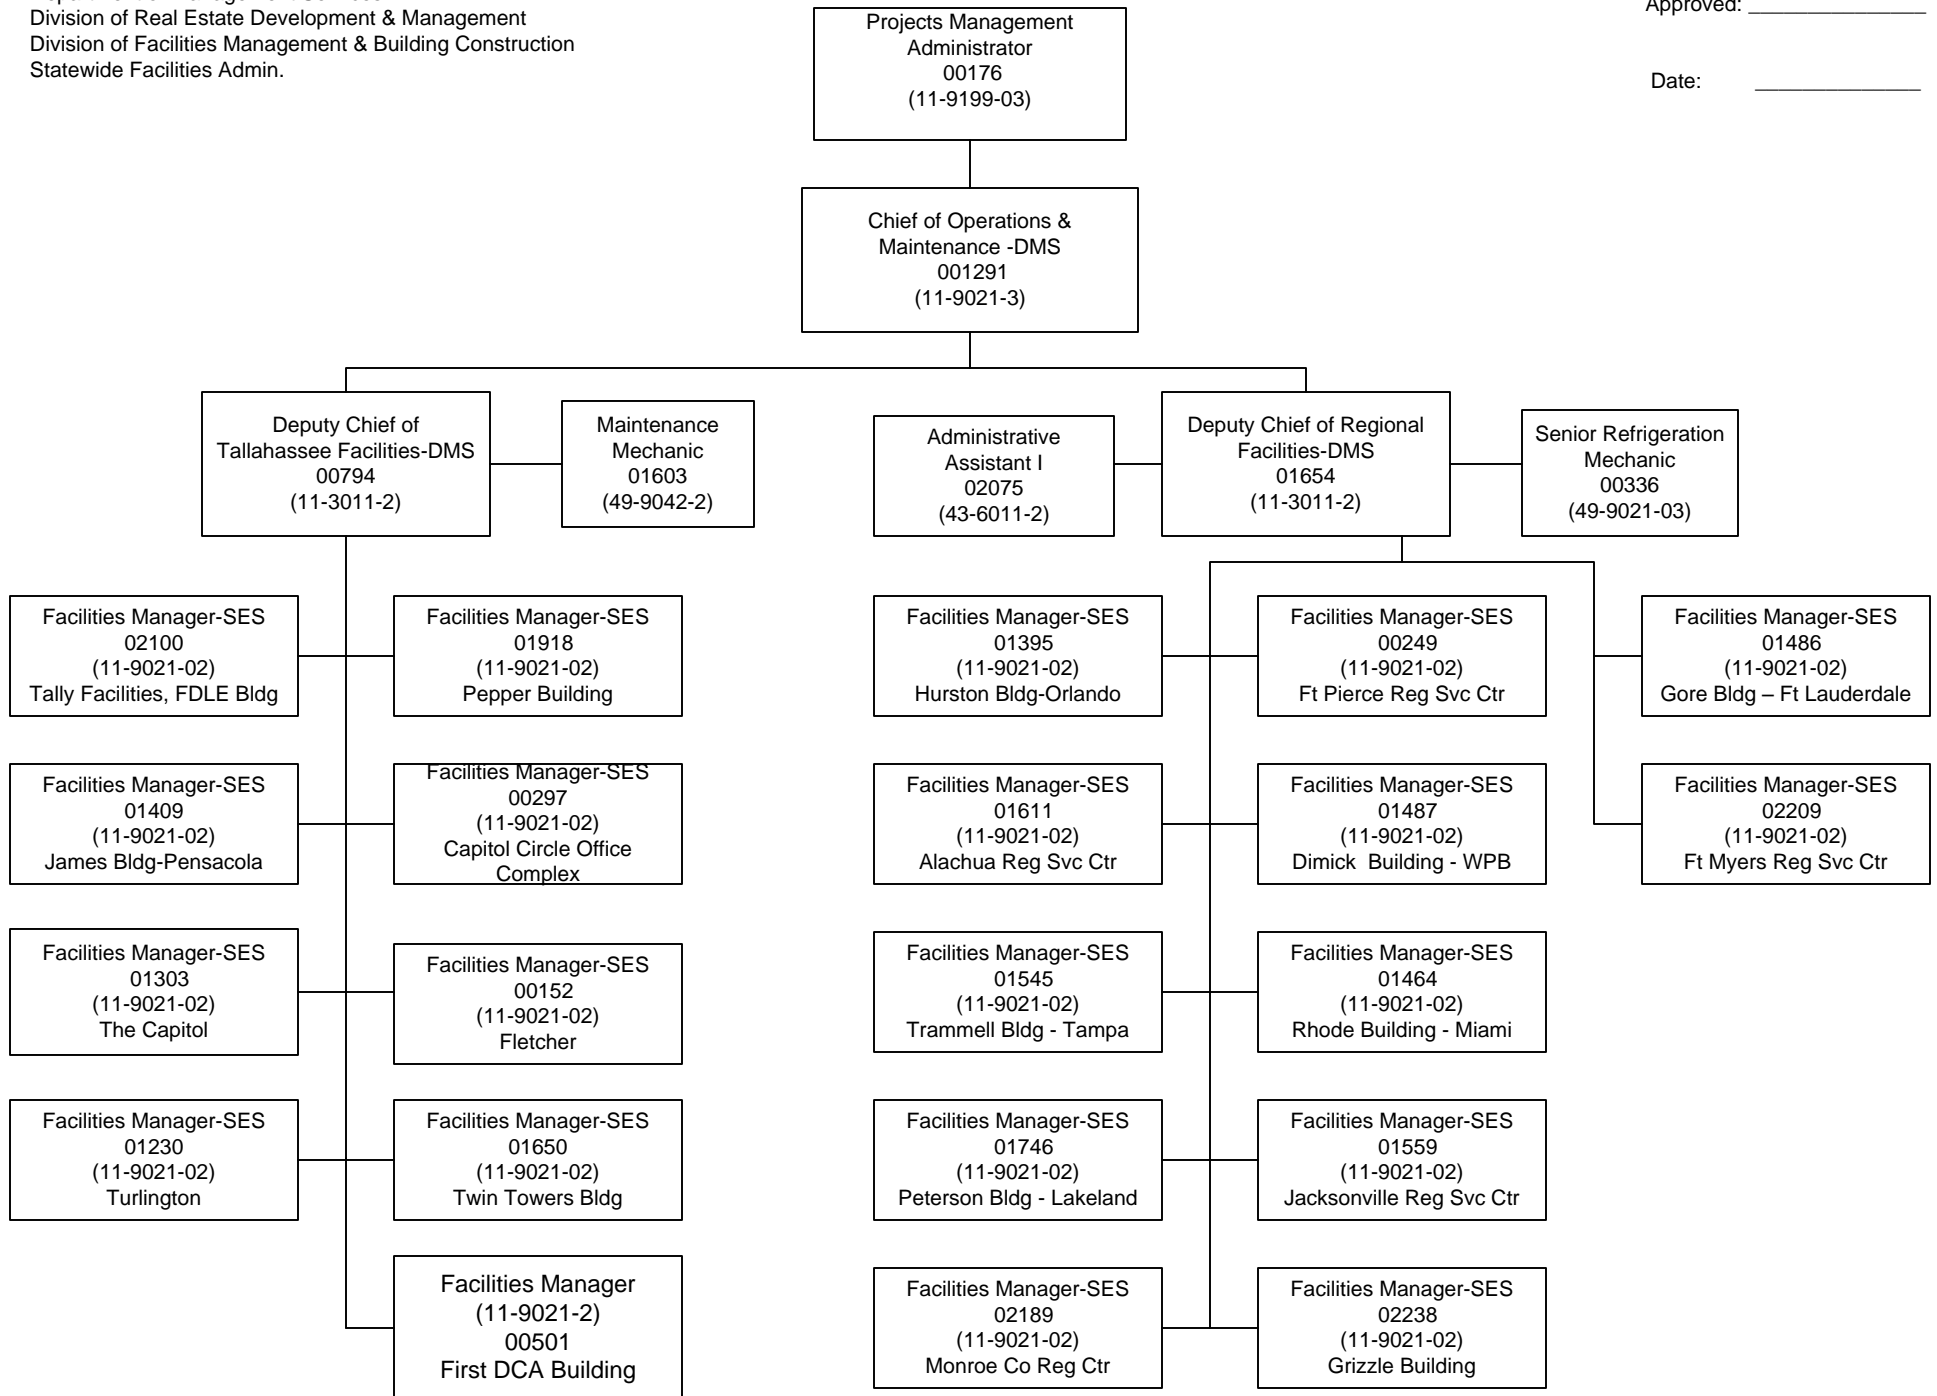 Division of Real Estate Development & Management
Division of Facilities Management & Building Construction
Statewide Facilities Admin.
Approved: _______________
Date: ______________
Projects Management
Administrator
00176
(11-9199-03)
Chief of Operations &
Maintenance -DMS
001291
(11-9021-3)
Deputy Chief of
Tallahassee Facilities-DMS
00794
(11-3011-2)
Maintenance
Mechanic
01603
(49-9042-2)
Administrative
Assistant I
02075
(43-6011-2)
Deputy Chief of Regional
Facilities-DMS
01654
(11-3011-2)
Senior Refrigeration
Mechanic
00336
(49-9021-03)
Facilities Manager-SES
02100
(11-9021-02)
Tally Facilities, FDLE Bldg
Facilities Manager-SES
01918
(11-9021-02)
Pepper Building
Facilities Manager-SES
01395
(11-9021-02)
Hurston Bldg-Orlando
Facilities Manager-SES
00249
(11-9021-02)
Ft Pierce Reg Svc Ctr
Facilities Manager-SES
01486
(11-9021-02)
Gore Bldg – Ft Lauderdale
Facilities Manager-SES
01409
(11-9021-02)
James Bldg-Pensacola
Facilities Manager-SES
00297
(11-9021-02)
Capitol Circle Office
Complex
Facilities Manager-SES
01611
(11-9021-02)
Alachua Reg Svc Ctr
Facilities Manager-SES
01487
(11-9021-02)
Dimick  Building - WPB
Facilities Manager-SES
02209
(11-9021-02)
Ft Myers Reg Svc Ctr
Facilities Manager-SES
01303
(11-9021-02)
The Capitol
Facilities Manager-SES
00152
(11-9021-02)
Fletcher
Facilities Manager-SES
01545
(11-9021-02)
Trammell Bldg - Tampa
Facilities Manager-SES
01464
(11-9021-02)
Rhode Building - Miami
Facilities Manager-SES
01230
(11-9021-02)
Turlington
Facilities Manager-SES
01650
(11-9021-02)
Twin Towers Bldg
Facilities Manager-SES
01746
(11-9021-02)
Peterson Bldg - Lakeland
Facilities Manager-SES
01559
(11-9021-02)
Jacksonville Reg Svc Ctr
Facilities Manager
(11-9021-2)
00501
First DCA Building
Facilities Manager-SES
02189
(11-9021-02)
Monroe Co Reg Ctr
Facilities Manager-SES
02238
(11-9021-02)
Grizzle Building